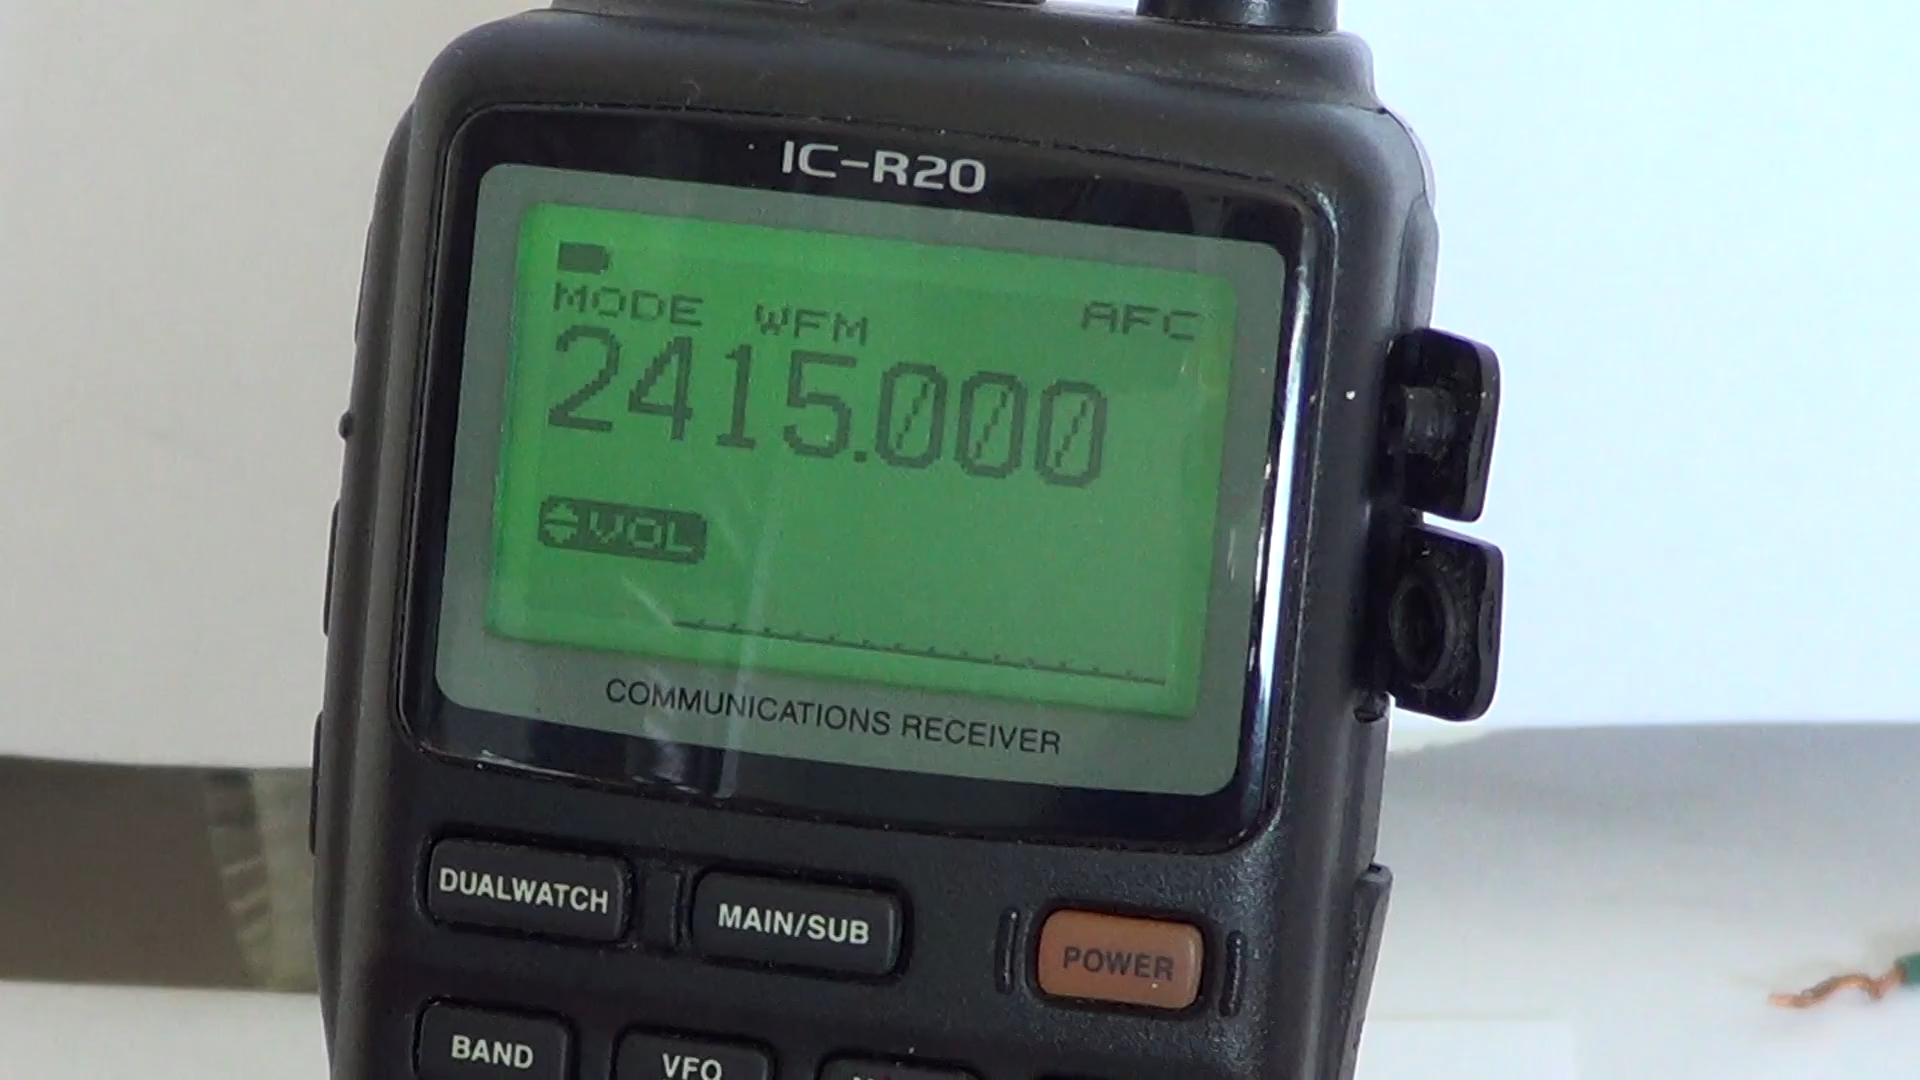 IC-R20
MODE WFM AFC
2415.000
VOL
COMMUNICATIONS RECEIVER
DUALWATCH MAIN/SUB POWER
BAND VFO